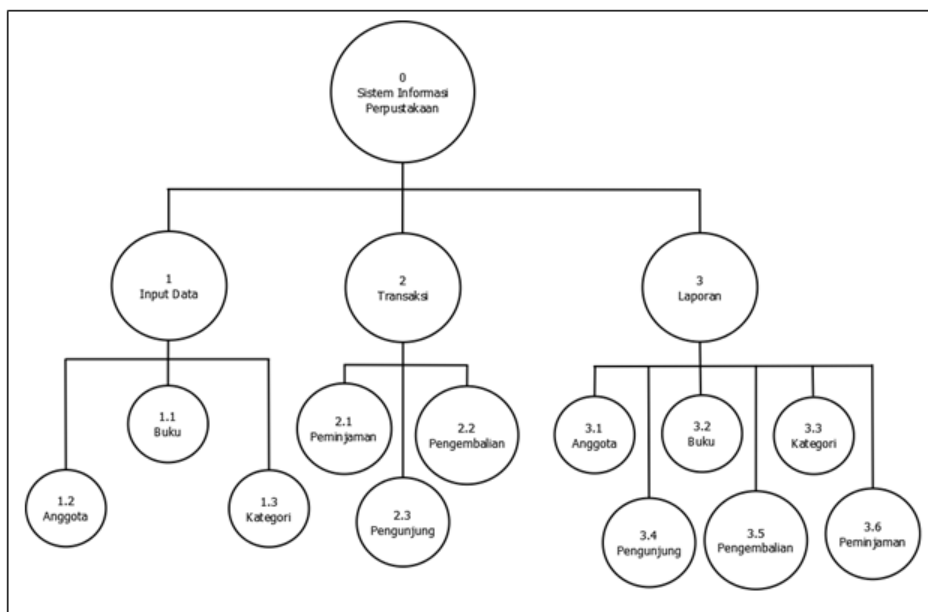 0
Sistem Informasi
Perpustakaan
1
Input Data
2
Transaksi
3
Laporan
1.1
Buku
1.2
Anggota
1.3
Kategori
2.1
Peminjaman
2.2
Pengembalian
2.3
Pengunjung
3.1
Anggota
3.2
Buku
3.3
Kategori
3.4
Pengunjung
3.5
Pengembalian
3.6
Peminjaman